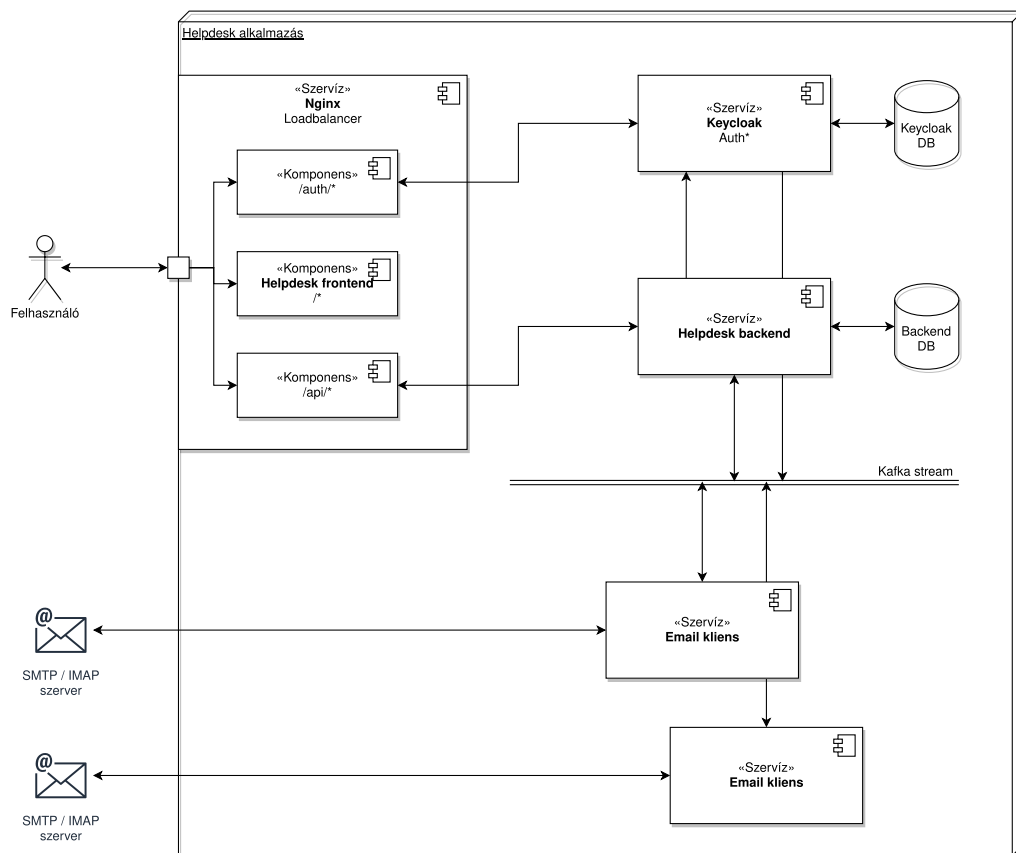 Helpdesk alkalmazás
«Szervíz»
Nginx
Loadbalancer
«Komponens»
/auth/*
«Komponens»
Helpdesk frontend
/*
«Komponens»
/api/*
Felhasználó
«Szervíz»
Keycloak
Auth*
Keycloak
DB
«Szervíz»
Helpdesk backend
Backend
DB
Kafka stream
«Szervíz»
Email kliens
@
SMTP / IMAP
szerver
«Szervíz»
Email kliens
@
SMTP / IMAP
szerver